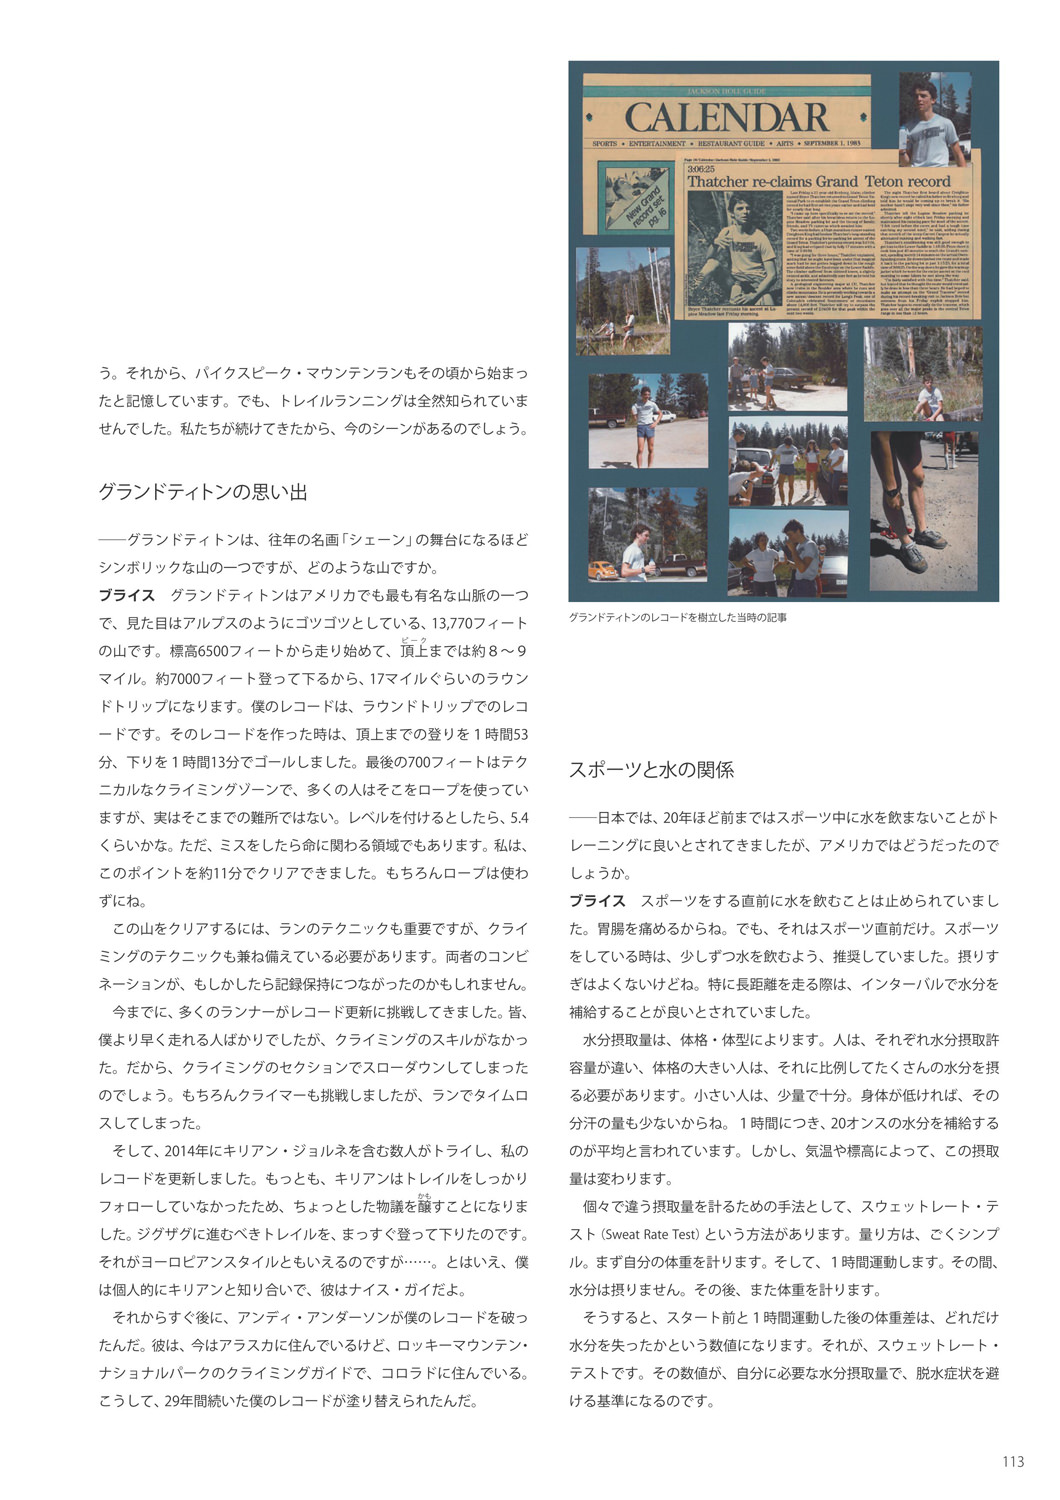 う。それから、パイクスピーク・マウンテンランもその頃から始まっ
たと記憶しています。でも、トレイルランニングは全然知られていま
せんでした。私たちが続けてきたから、今のシーンがあるのでしょう。
グランドティトンの思い出
──グランドティトンは、往年の名画「シェーン」の舞台になるほど
シンボリックな山の一つですが、どのような山ですか。
ブライス　グランドティトンはアメリカでも最も有名な山脈の一つ
で、見た目はアルプスのようにゴツゴツとしている、13,770フィート
の山です。標高6500フィートから走り始めて、頂上までは約８〜９
マイル。約7000フィート登って下るから、17マイルぐらいのラウン
ドトリップになります。僕のレコードは、ラウンドトリップでのレコ
ードです。そのレコードを作った時は、頂上までの登りを１時間53
分、下りを１時間13分でゴールしました。最後の700フィートはテク
ニカルなクライミングゾーンで、多くの人はそこをロープを使ってい
ますが、実はそこまでの難所ではない。レベルを付けるとしたら、5.4
くらいかな。ただ、ミスをしたら命に関わる領域でもあります。私は、
このポイントを約11分でクリアできました。もちろんロープは使わ
ずにね。
　この山をクリアするには、ランのテクニックも重要ですが、クライ
ミングのテクニックも兼ね備えている必要があります。両者のコンビ
ネーションが、もしかしたら記録保持につながったのかもしれません。
　今までに、多くのランナーがレコード更新に挑戦してきました。皆、
僕より早く走れる人ばかりでしたが、クライミングのスキルがなかっ
た。だから、クライミングのセクションでスローダウンしてしまった
のでしょう。もちろんクライマーも挑戦しましたが、ランでタイムロ
スしてしまった。
　そして、2014年にキリアン・ジョルネを含む数人がトライし、私の
レコードを更新しました。もっとも、キリアンはトレイルをしっかり
フォローしていなかったため、ちょっとした物議を醸すことになりま
した。ジグザグに進むべきトレイルを、まっすぐ登って下りたのです。
それがヨーロピアンスタイルともいえるのですが……。とはいえ、僕
は個人的にキリアンと知り合いで、彼はナイス・ガイだよ。
　それからすぐ後に、アンディ・アンダーソンが僕のレコードを破っ
たんだ。彼は、今はアラスカに住んでいるけど、ロッキーマウンテン・
ナショナルパークのクライミングガイドで、コロラドに住んでいる。
こうして、29年間続いた僕のレコードが塗り替えられたんだ。
JACKSON HOLE GUIDE
CALENDAR
SPORTS • ENTERTAINMENT • RESTAURANT GUIDE • ARTS • SEPTEMBER 1, 1983
New Grand
record set
pg. 16
3:06:25
Thatcher re-claims Grand Teton record
グランドティトンのレコードを樹立した当時の記事
スポーツと水の関係
──日本では、20年ほど前まではスポーツ中に水を飲まないことがト
レーニングに良いとされてきましたが、アメリカではどうだったので
しょうか。
ブライス　スポーツをする直前に水を飲むことは止められていまし
た。胃腸を痛めるからね。でも、それはスポーツ直前だけ。スポーツ
をしている時は、少しずつ水を飲むよう、推奨していました。摂りす
ぎはよくないけどね。特に長距離を走る際は、インターバルで水分を
補給することが良いとされていました。
　水分摂取量は、体格・体型によります。人は、それぞれ水分摂取許
容量が違い、体格の大きい人は、それに比例してたくさんの水分を摂
る必要があります。小さい人は、少量で十分。身体が低ければ、その
分汗の量も少ないからね。１時間につき、20オンスの水分を補給する
のが平均と言われています。しかし、気温や標高によって、この摂取
量は変わります。
　個々で違う摂取量を計るための手法として、スウェットレート・テ
スト（Sweat Rate Test）という方法があります。量り方は、ごくシンプ
ル。まず自分の体重を計ります。そして、１時間運動します。その間、
水分は摂りません。その後、また体重を計ります。
　そうすると、スタート前と１時間運動した後の体重差は、どれだけ
水分を失ったかという数値になります。それが、スウェットレート・
テストです。その数値が、自分に必要な水分摂取量で、脱水症状を避
ける基準になるのです。
113